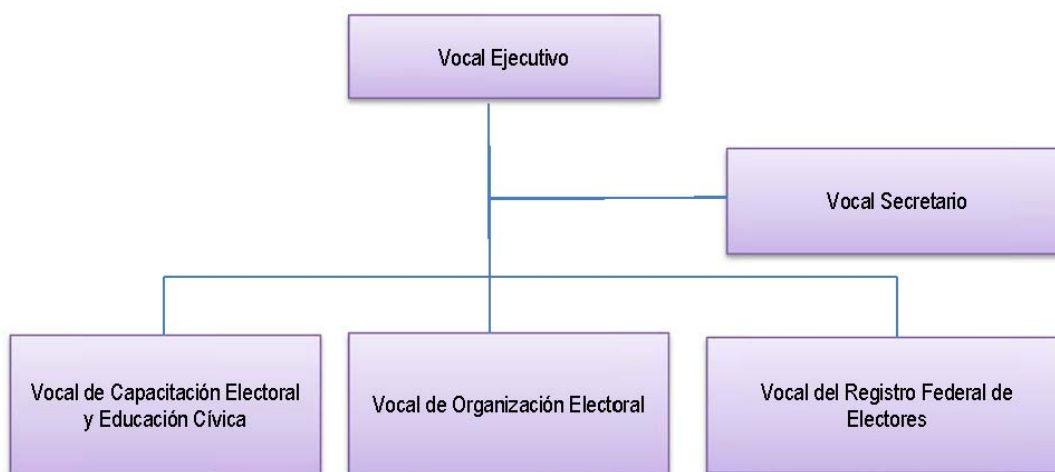 Vocal Ejecutivo
Vocal Secretario
Vocal de Capacitación Electoral
y Educación Cívica
Vocal de Organización Electoral
Vocal del Registro Federal de
Electores